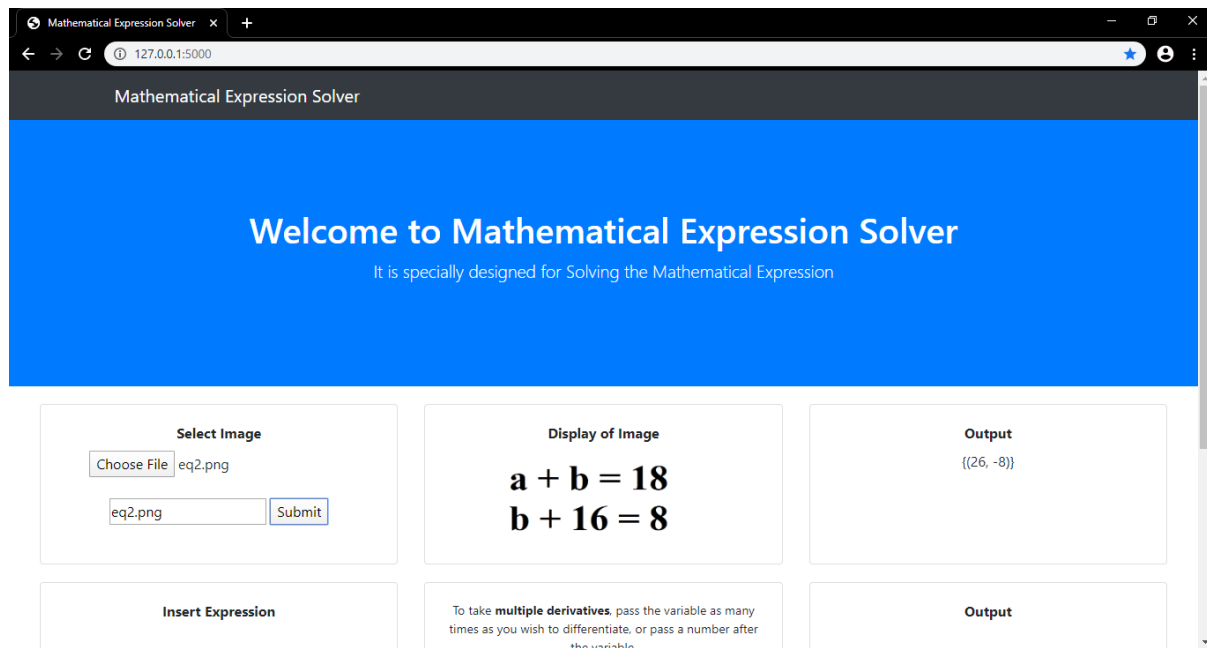 Mathematical Expression Solver
127.0.0.1:5000
Mathematical Expression Solver
Welcome to Mathematical Expression Solver
It is specially designed for Solving the Mathematical Expression
Select Image
Choose File eq2.png
eq2.png Submit
Display of Image
a + b = 18
b + 16 = 8
Output
{(26, -8)}
Insert Expression
To take multiple derivatives, pass the variable as many
times as you wish to differentiate, or pass a number after
the variable
Output